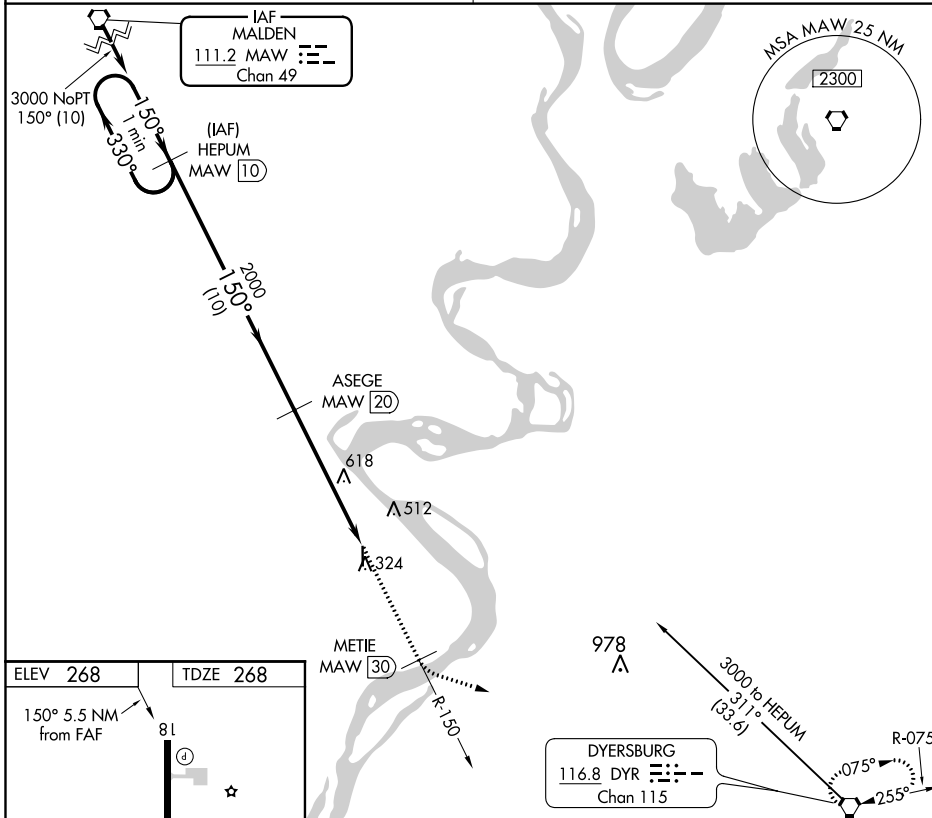 IAF
MALDEN
111.2 MAW
Chan 49
MSA MAW 25 NM
2300
3000 NoPT
150° (10)
150°
1 min
330°
(IAF)
HEPUM
MAW 10
2000
150°
(10)
ASEGE
MAW 20
618
512
324
METIE
MAW 30
R-150
978
3000 to HEPUM
311°
(33.6)
DYERSBURG
116.8 DYR
Chan 115
R-075
075°
255°
ELEV 268
TDZE 268
150° 5.5 NM
from FAF
18
P